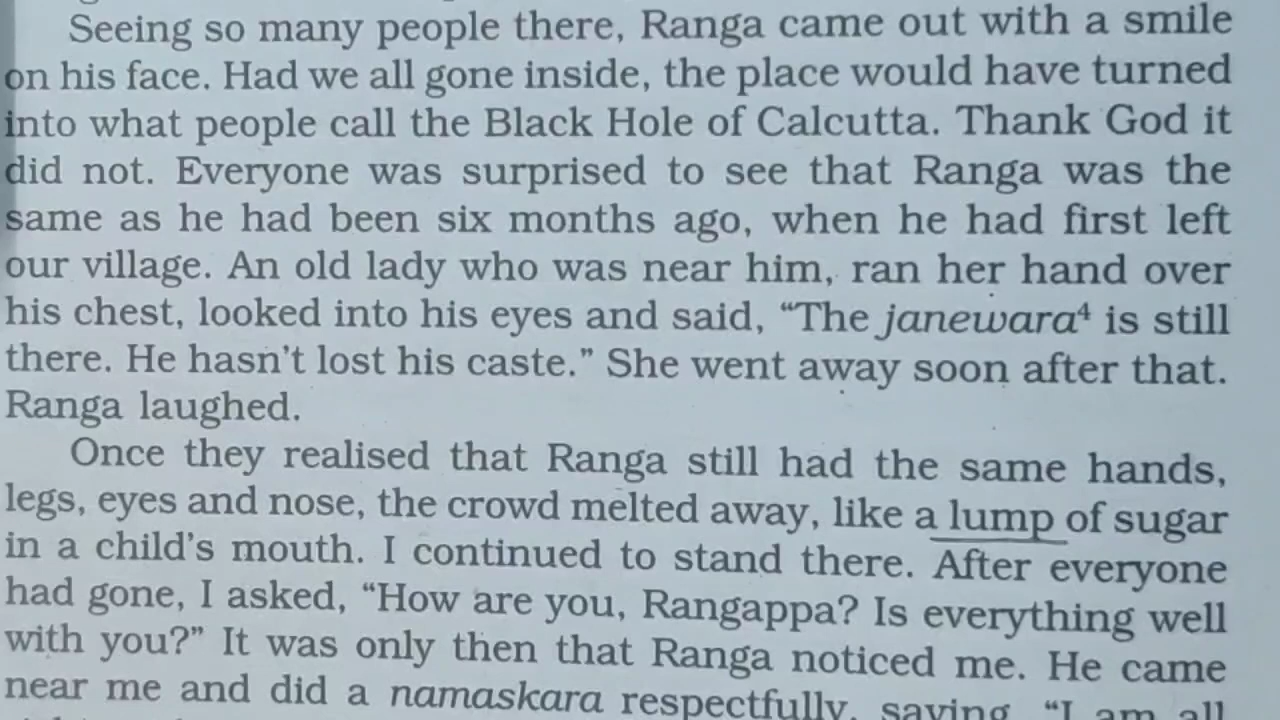 Seeing so many people there, Ranga came out with a smile
on his face. Had we all gone inside, the place would have turned
into what people call the Black Hole of Calcutta. Thank God it
did not. Everyone was surprised to see that Ranga was the
same as he had been six months ago, when he had first left
our village. An old lady who was near him, ran her hand over
his chest, looked into his eyes and said, “The janewara⁴ is still
there. He hasn't lost his caste.” She went away soon after that.
Ranga laughed.
Once they realised that Ranga still had the same hands,
legs, eyes and nose, the crowd melted away, like a lump of sugar
in a child's mouth. I continued to stand there. After everyone
had gone, I asked, “How are you, Rangappa? Is everything well
with you?” It was only then that Ranga noticed me. He came
near me and did a namaskara respectfully, saying, “I am all